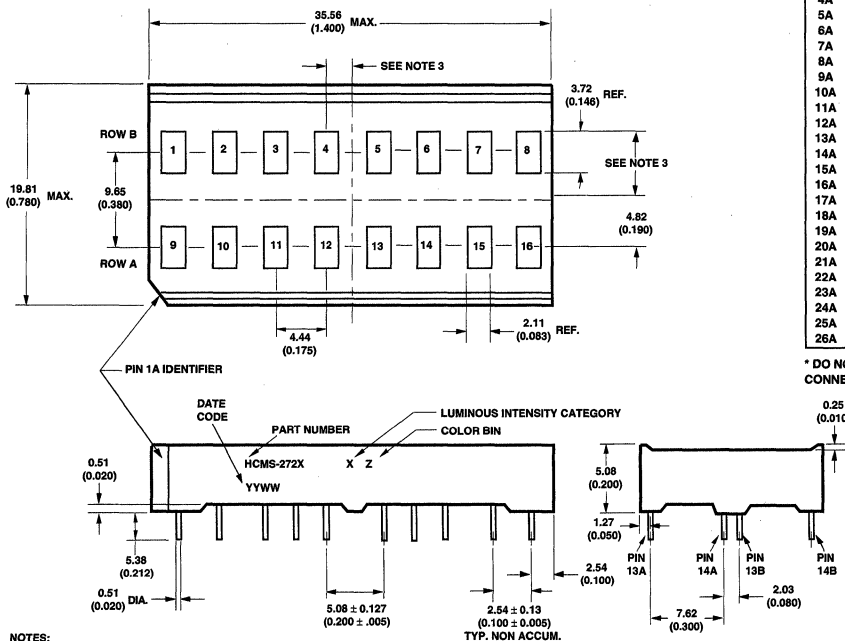 35.56
(1.400) MAX.
SEE NOTE 3
3.72
(0.146) REF.
ROW B
1 2 3 4 5 6 7 8
SEE NOTE 3
19.81
(0.780) MAX.
9.65
(0.380)
4.82
(0.190)
9 10 11 12 13 14 15 16
ROW A
4.44
(0.175)
2.11
(0.083) REF.
PIN 1A IDENTIFIER
DATE
CODE
PART NUMBER
LUMINOUS INTENSITY CATEGORY
COLOR BIN
HCMS-272X X Z
YYWW
0.51
(0.020)
5.38
(0.212)
0.51
(0.020) DIA.
5.08 ± 0.127
(0.200 ± .005)
2.54 ± 0.13
(0.100 ± 0.005)
TYP. NON ACCUM.
2.54
(0.100)
5.08
(0.200)
1.27
(0.050)
PIN
13A
PIN
14A
PIN
13B
PIN
14B
2.03
(0.080)
7.62
(0.300)
0.25
(0.010
4A
5A
6A
7A
8A
9A
10A
11A
12A
13A
14A
15A
16A
17A
18A
19A
20A
21A
22A
23A
24A
25A
26A
* DO NO
CONNE
NOTES: